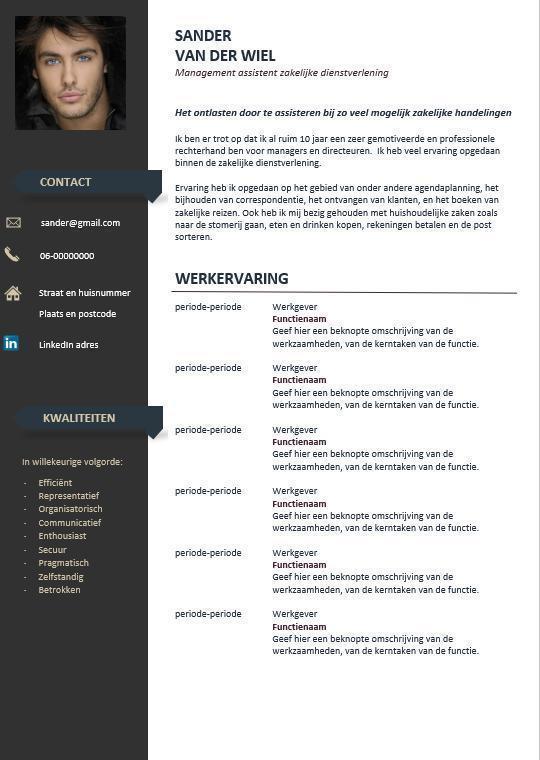 SANDER
VAN DER WIEL
Management assistent zakelijke dienstverlening
Het ontlasten door te assisteren bij zo veel mogelijk zakelijke handelingen
Ik ben er trot op dat ik al ruim 10 jaar een zeer gemotiveerde en professionele
rechterhand ben voor managers en directeuren. Ik heb veel ervaring opgedaan
binnen de zakelijke dienstverlening.
Ervaring heb ik opgedaan op het gebied van onder andere agendaplanning, het
bijhouden van correspondentie, het ontvangen van klanten, en het boeken van
zakelijke reizen. Ook heb ik mij bezig gehouden met huishoudelijke zaken zoals
naar de stomerij gaan, eten en drinken kopen, rekeningen betalen en de post
sorteren.
CONTACT
sander@gmail.com
06-00000000
Straat en huisnummer
Plaats en postcode
in LinkedIn adres
KWALITEITEN
In willekeurige volgorde:
- Efficiënt
- Representatief
- Organisatorisch
- Communicatief
- Enthousiast
- Secuur
- Pragmatisch
- Zelfstandig
- Betrokken
WERKERVARING
periode-periode Werkgever
Functienaam
Geef hier een beknopte omschrijving van de
werkzaamheden, van de kerntaken van de functie.
periode-periode Werkgever
Functienaam
Geef hier een beknopte omschrijving van de
werkzaamheden, van de kerntaken van de functie.
periode-periode Werkgever
Functienaam
Geef hier een beknopte omschrijving van de
werkzaamheden, van de kerntaken van de functie.
periode-periode Werkgever
Functienaam
Geef hier een beknopte omschrijving van de
werkzaamheden, van de kerntaken van de functie.
periode-periode Werkgever
Functienaam
Geef hier een beknopte omschrijving van de
werkzaamheden, van de kerntaken van de functie.
periode-periode Werkgever
Functienaam
Geef hier een beknopte omschrijving van de
werkzaamheden, van de kerntaken van de functie.